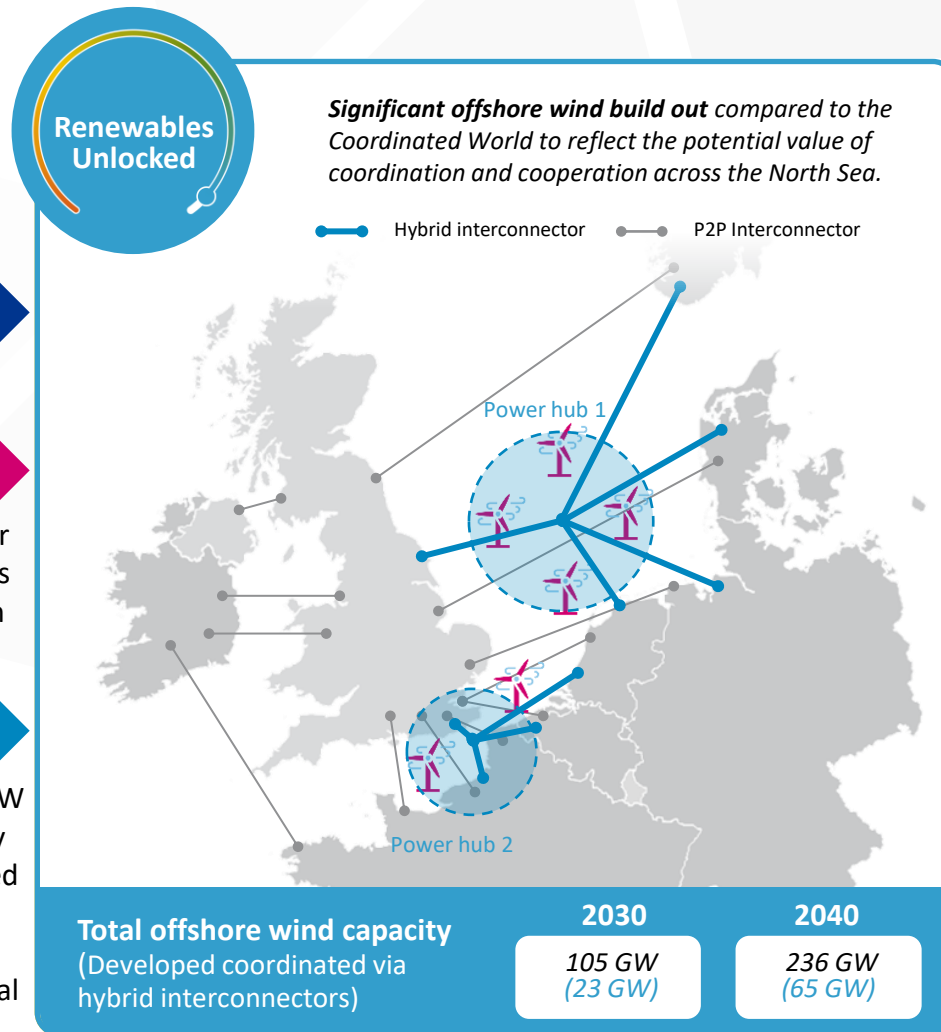 Renewables
Unlocked
Significant offshore wind build out compared to the
Coordinated World to reflect the potential value of
coordination and cooperation across the North Sea.
Hybrid interconnector
P2P Interconnector
Power hub 1
Power hub 2
Total offshore wind capacity
(Developed coordinated via
hybrid interconnectors)
2030
105 GW
(23 GW)
2040
236 GW
(65 GW)